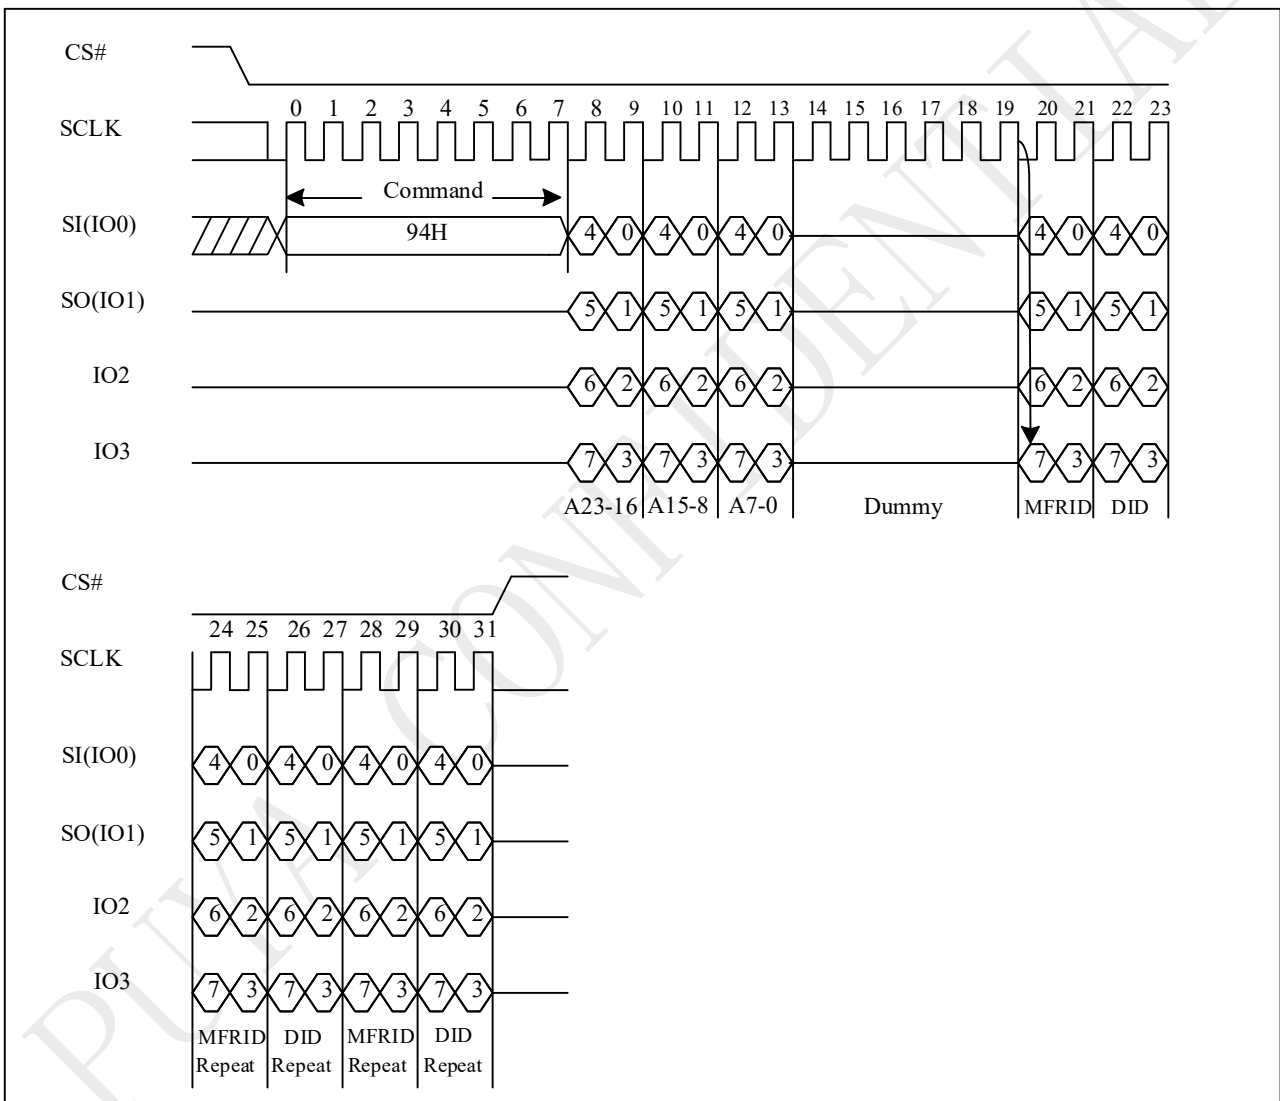 CS#
0 1 2 3 4 5 6 7 8 9 10 11 12 13 14 15 16 17 18 19 20 21 22 23
SCLK
Command
SI(IO0) 94H 4 0 4 0 4 0 4 0 4 0
SO(IO1) 5 1 5 1 5 1 5 1 5 1
IO2 6 2 6 2 6 2 6 2 6 2
IO3 7 3 7 3 7 3 7 3 7 3
A23-16 A15-8 A7-0 Dummy MFRID DID
CS#
24 25 26 27 28 29 30 31
SCLK
SI(IO0) 4 0 4 0 4 0 4 0
SO(IO1) 5 1 5 1 5 1 5 1
IO2 6 2 6 2 6 2 6 2
IO3 7 3 7 3 7 3 7 3
MFRID DID MFRID DID
Repeat Repeat Repeat Repeat
PUYA CONFIDENTIAL